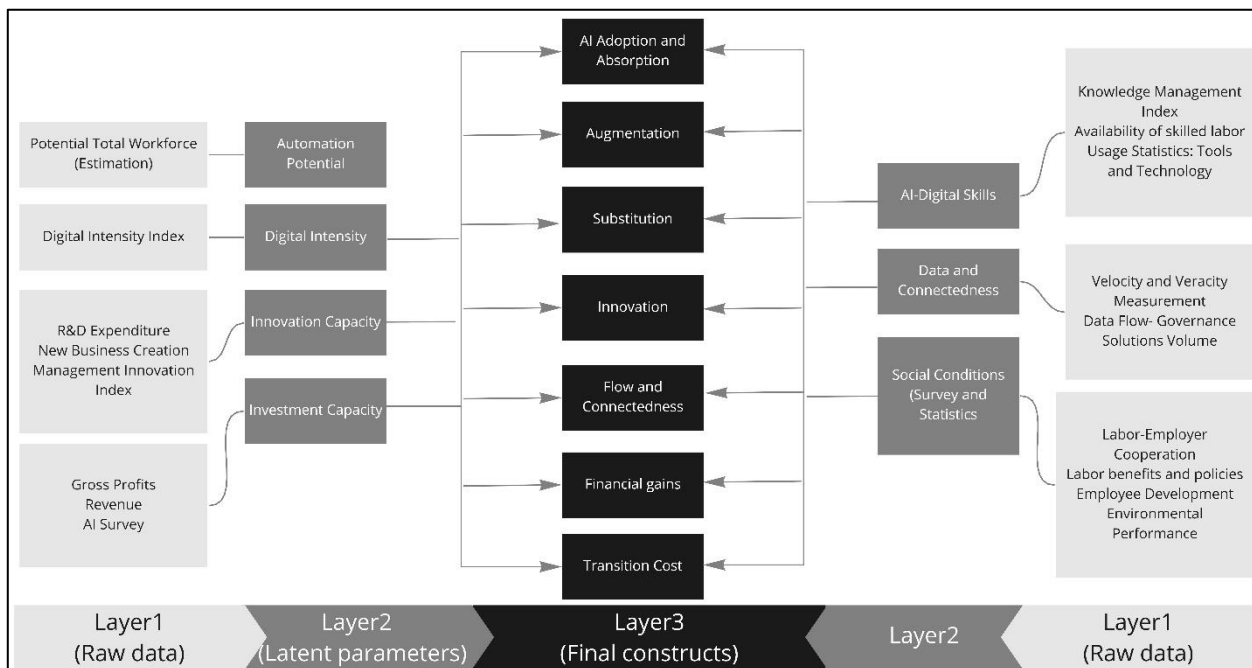 Potential Total Workforce
(Estimation)
Digital Intensity Index
R&D Expenditure
New Business Creation
Management Innovation
Index
Gross Profits
Revenue
AI Survey
Automation
Potential
Digital Intensity
Innovation Capacity
Investment Capacity
AI Adoption and
Absorption
Augmentation
Substitution
Innovation
Flow and
Connectedness
Financial gains
Transition Cost
AI-Digital Skills
Data and
Connectedness
Social Conditions
(Survey and
Statistics
Knowledge Management
Index
Availability of skilled labor
Usage Statistics: Tools
and Technology
Velocity and Veracity
Measurement
Data Flow- Governance
Solutions Volume
Labor-Employer
Cooperation
Labor benefits and policies
Employee Development
Environmental
Performance
Layer1
(Raw data)
Layer2
(Latent parameters)
Layer3
(Final constructs)
Layer2
Layer1
(Raw data)